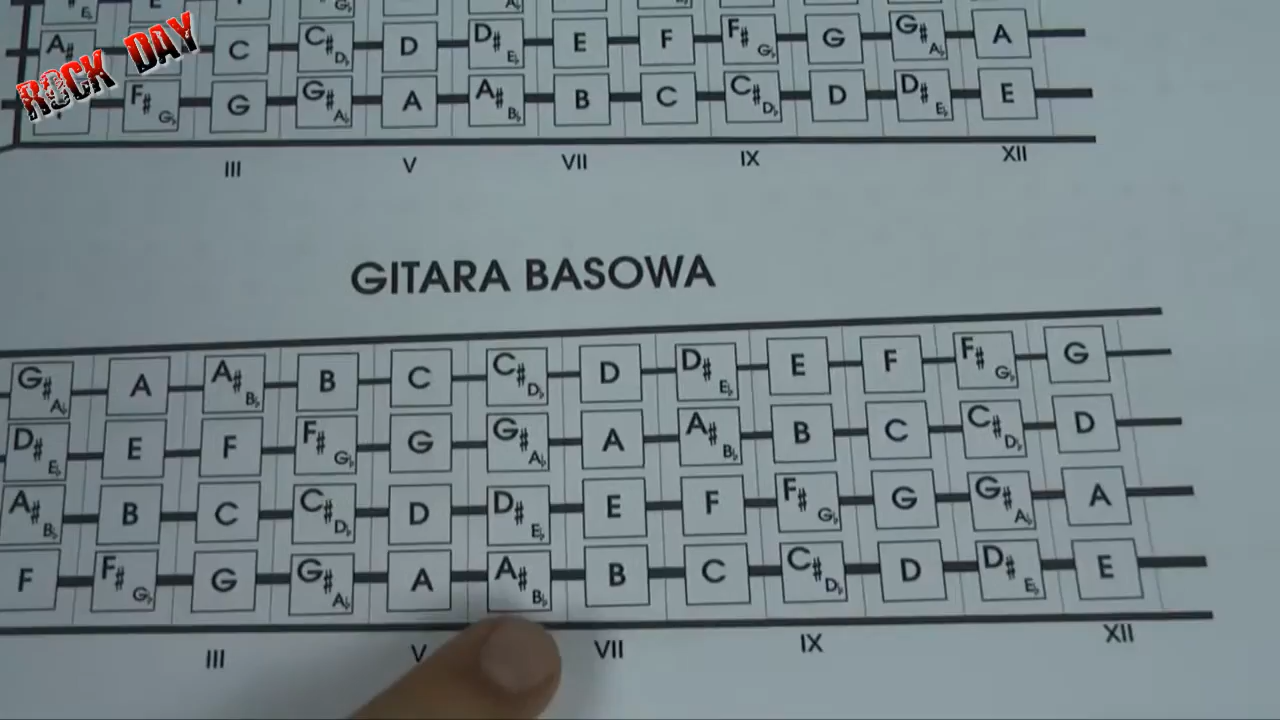 ROCK DAY
A# C C# D♭ D D# E♭ E F F# G♭ G G# A♭ A
F# G♭ G G# A♭ A A# B♭ B C C# D♭ D D# E♭ E
III V VII IX XII
GITARA BASOWA
G# A♭ A A# B♭ B C C# D♭ D D# E♭ E F F# G♭ G
D# E♭ E F F# G♭ G G# A♭ A A# B♭ B C C# D♭ D
A# B♭ B C C# D♭ D D# E♭ E F F# G♭ G G# A♭ A
F F# G♭ G G# A♭ A A# B♭ B C C# D♭ D D# E♭ E
III V VII IX XII